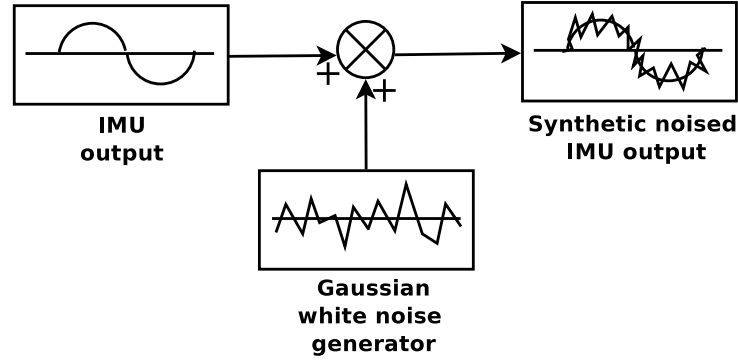 +
+
IMU
output
Synthetic noised
IMU output
Gaussian
white noise
generator